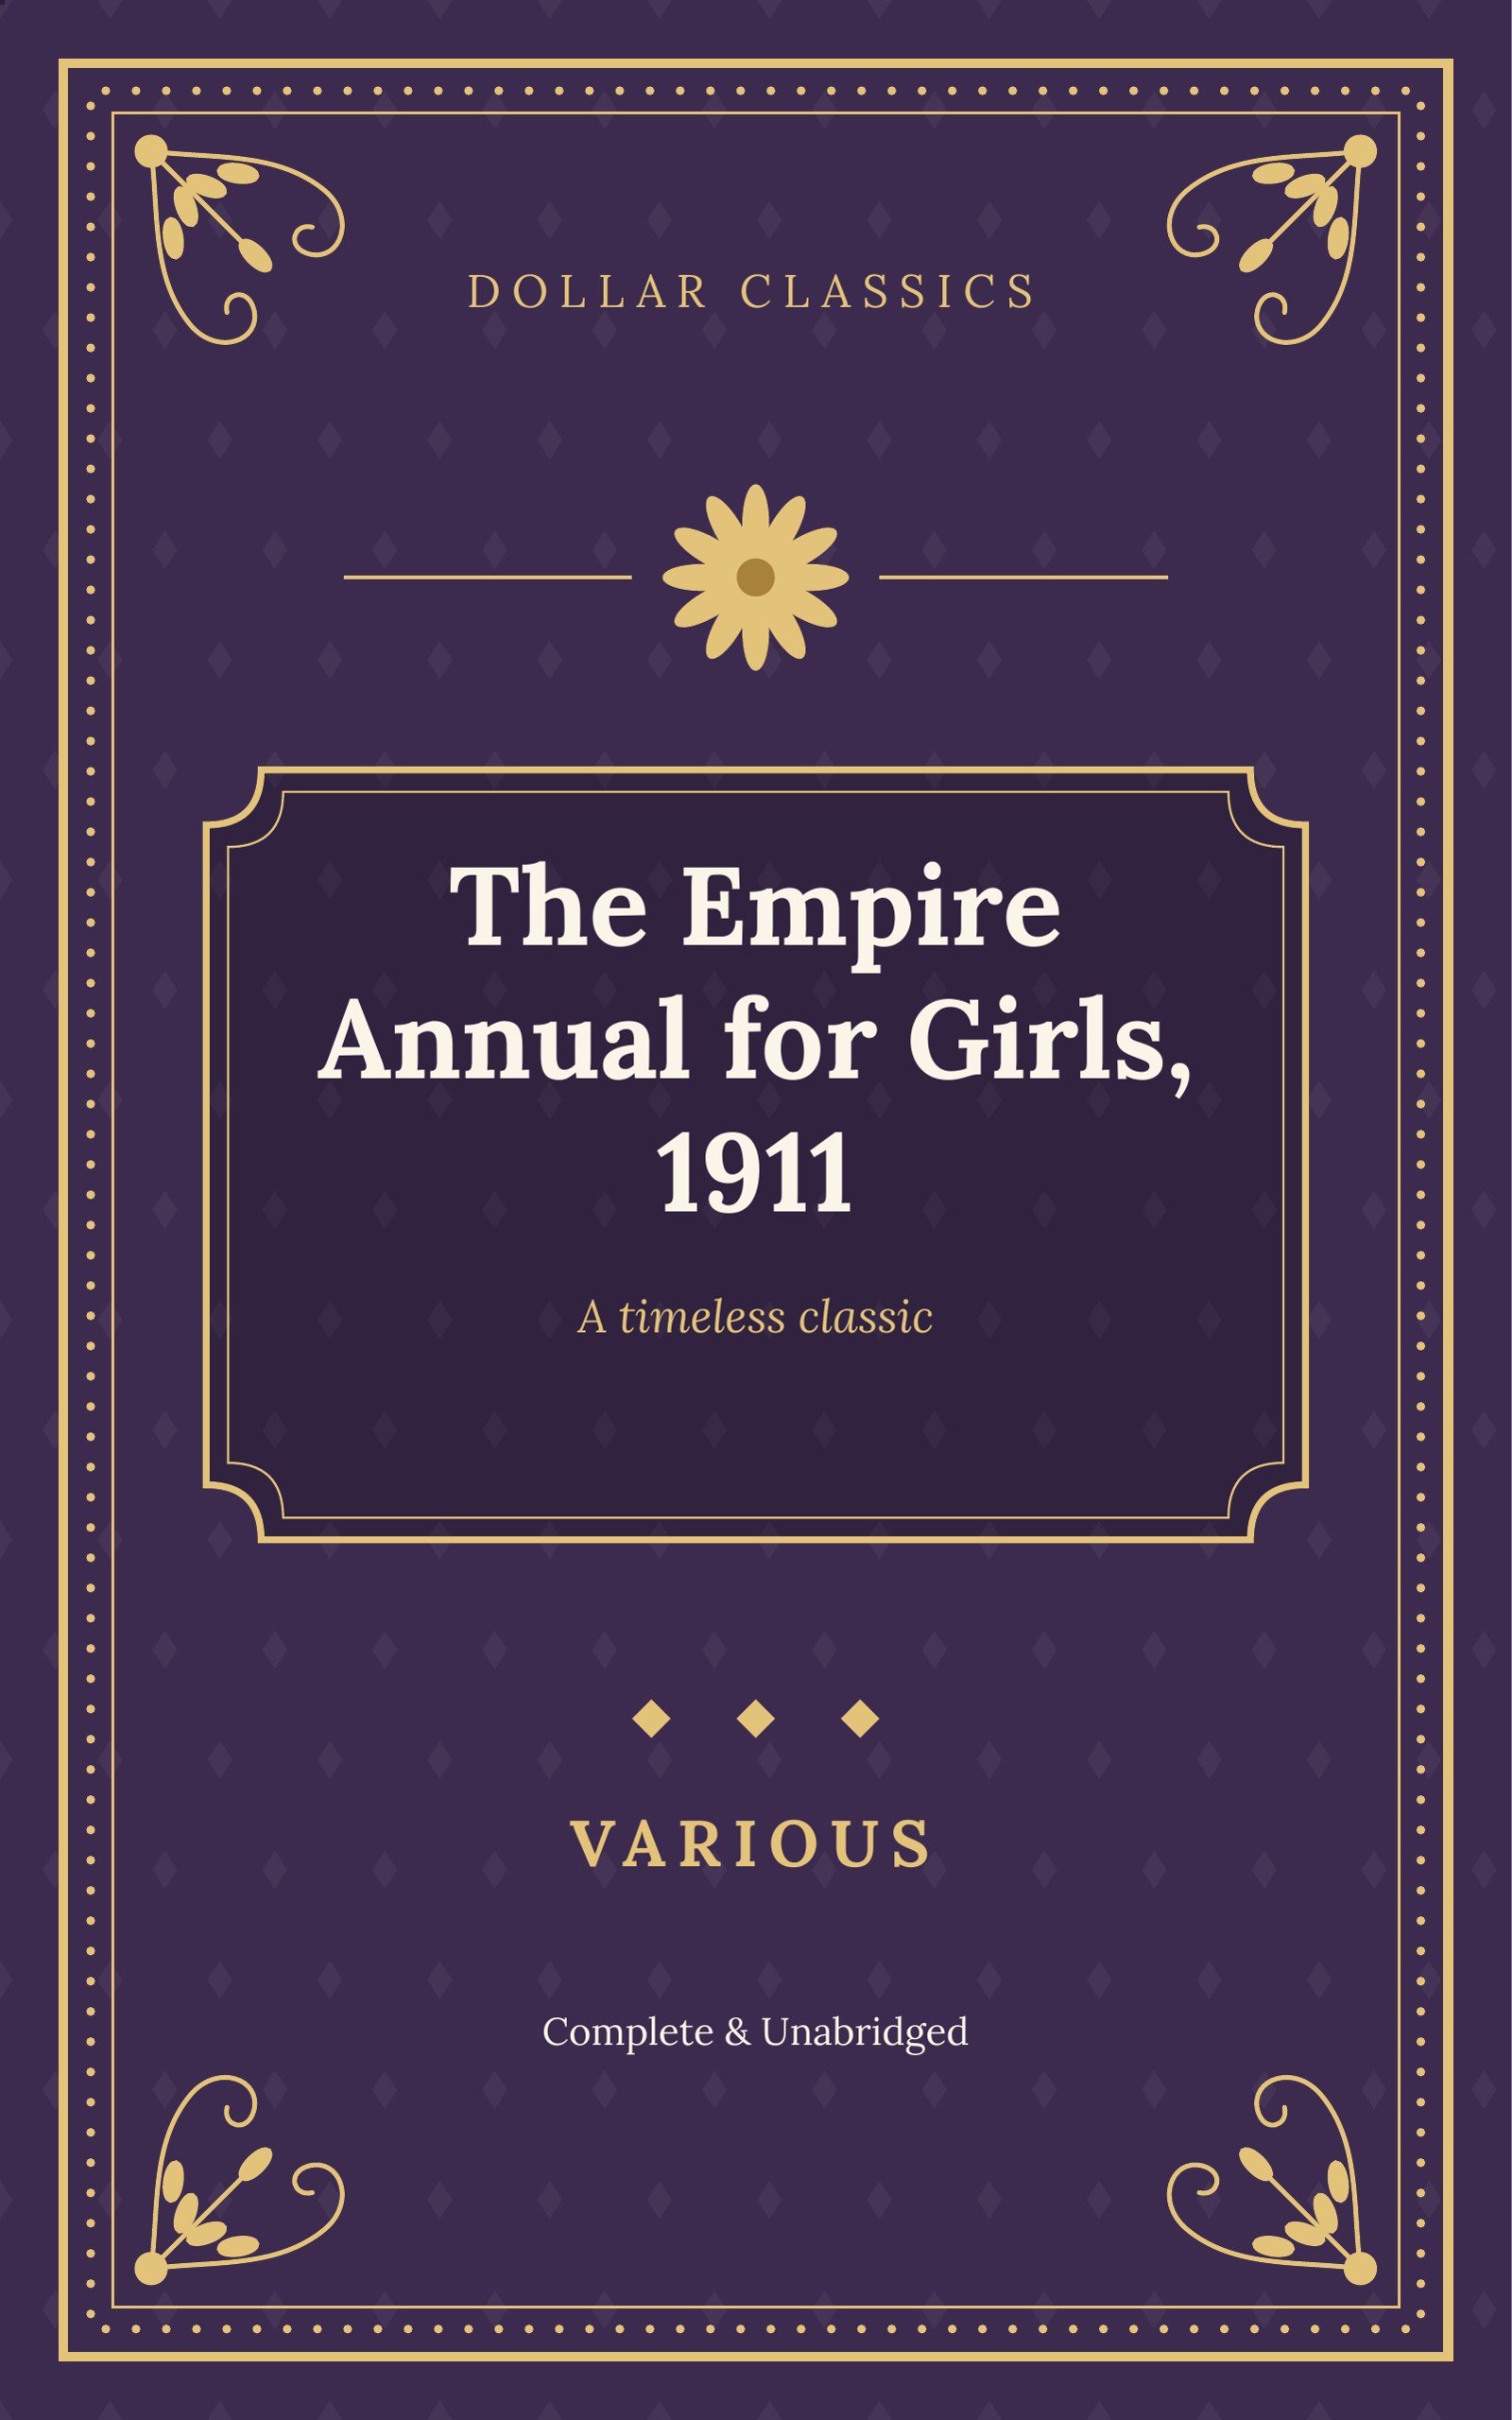 DOLLAR CLASSICS
The Empire
Annual for Girls,
1911
A timeless classic
VARIOUS
Complete & Unabridged